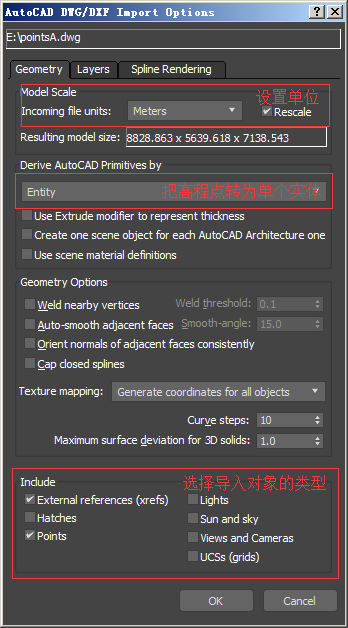 AutoCAD DWG/DXF Import Options
E:\pointsA.dwg
Geometry Layers Spline Rendering
Model Scale
设置单位
Incoming file units: Meters Rescale
Resulting model size: 8828.863 x 5639.618 x 7138.543
Derive AutoCAD Primitives by
Entity 把高程点转为单个实体
Use Extrude modifier to represent thickness
Create one scene object for each AutoCAD Architecture one
Use scene material definitions
Geometry Options
Weld nearby vertices Weld threshold: 0.1
Auto-smooth adjacent faces Smooth-angle: 15.0
Orient normals of adjacent faces consistently
Cap closed splines
Texture mapping: Generate coordinates for all objects
Curve steps: 10
Maximum surface deviation for 3D solids: 1.0
Include 选择导入对象的类型
External references (xrefs) Lights
Hatches Sun and sky
Points Views and Cameras
UCSs (grids)
OK Cancel